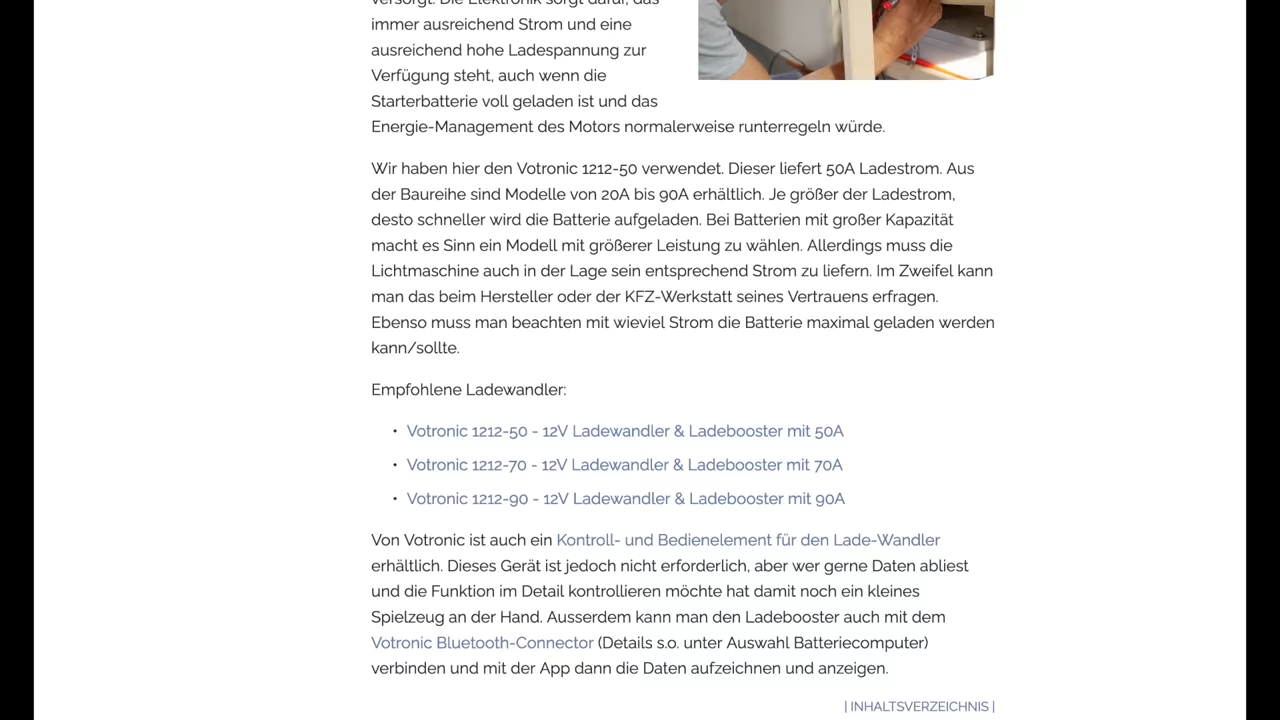 versorgt. Die Elektronik sorgt dafür, das
immer ausreichend Strom und eine
ausreichend hohe Ladespannung zur
Verfügung steht, auch wenn die
Starterbatterie voll geladen ist und das
Energie-Management des Motors normalerweise runterregeln würde.
Wir haben hier den Votronic 1212-50 verwendet. Dieser liefert 50A Ladestrom. Aus
der Baureihe sind Modelle von 20A bis 90A erhältlich. Je größer der Ladestrom,
desto schneller wird die Batterie aufgeladen. Bei Batterien mit großer Kapazität
macht es Sinn ein Modell mit größerer Leistung zu wählen. Allerdings muss die
Lichtmaschine auch in der Lage sein entsprechend Strom zu liefern. Im Zweifel kann
man das beim Hersteller oder der KFZ-Werkstatt seines Vertrauens erfragen.
Ebenso muss man beachten mit wieviel Strom die Batterie maximal geladen werden
kann/sollte.
Empfohlene Ladewandler:
• Votronic 1212-50 - 12V Ladewandler & Ladebooster mit 50A
• Votronic 1212-70 - 12V Ladewandler & Ladebooster mit 70A
• Votronic 1212-90 - 12V Ladewandler & Ladebooster mit 90A
Von Votronic ist auch ein Kontroll- und Bedienelement für den Lade-Wandler
erhältlich. Dieses Gerät ist jedoch nicht erforderlich, aber wer gerne Daten abliest
und die Funktion im Detail kontrollieren möchte hat damit noch ein kleines
Spielzeug an der Hand. Ausserdem kann man den Ladebooster auch mit dem
Votronic Bluetooth-Connector (Details s.o. unter Auswahl Batteriecomputer)
verbinden und mit der App dann die Daten aufzeichnen und anzeigen.
| INHALTSVERZEICHNIS |